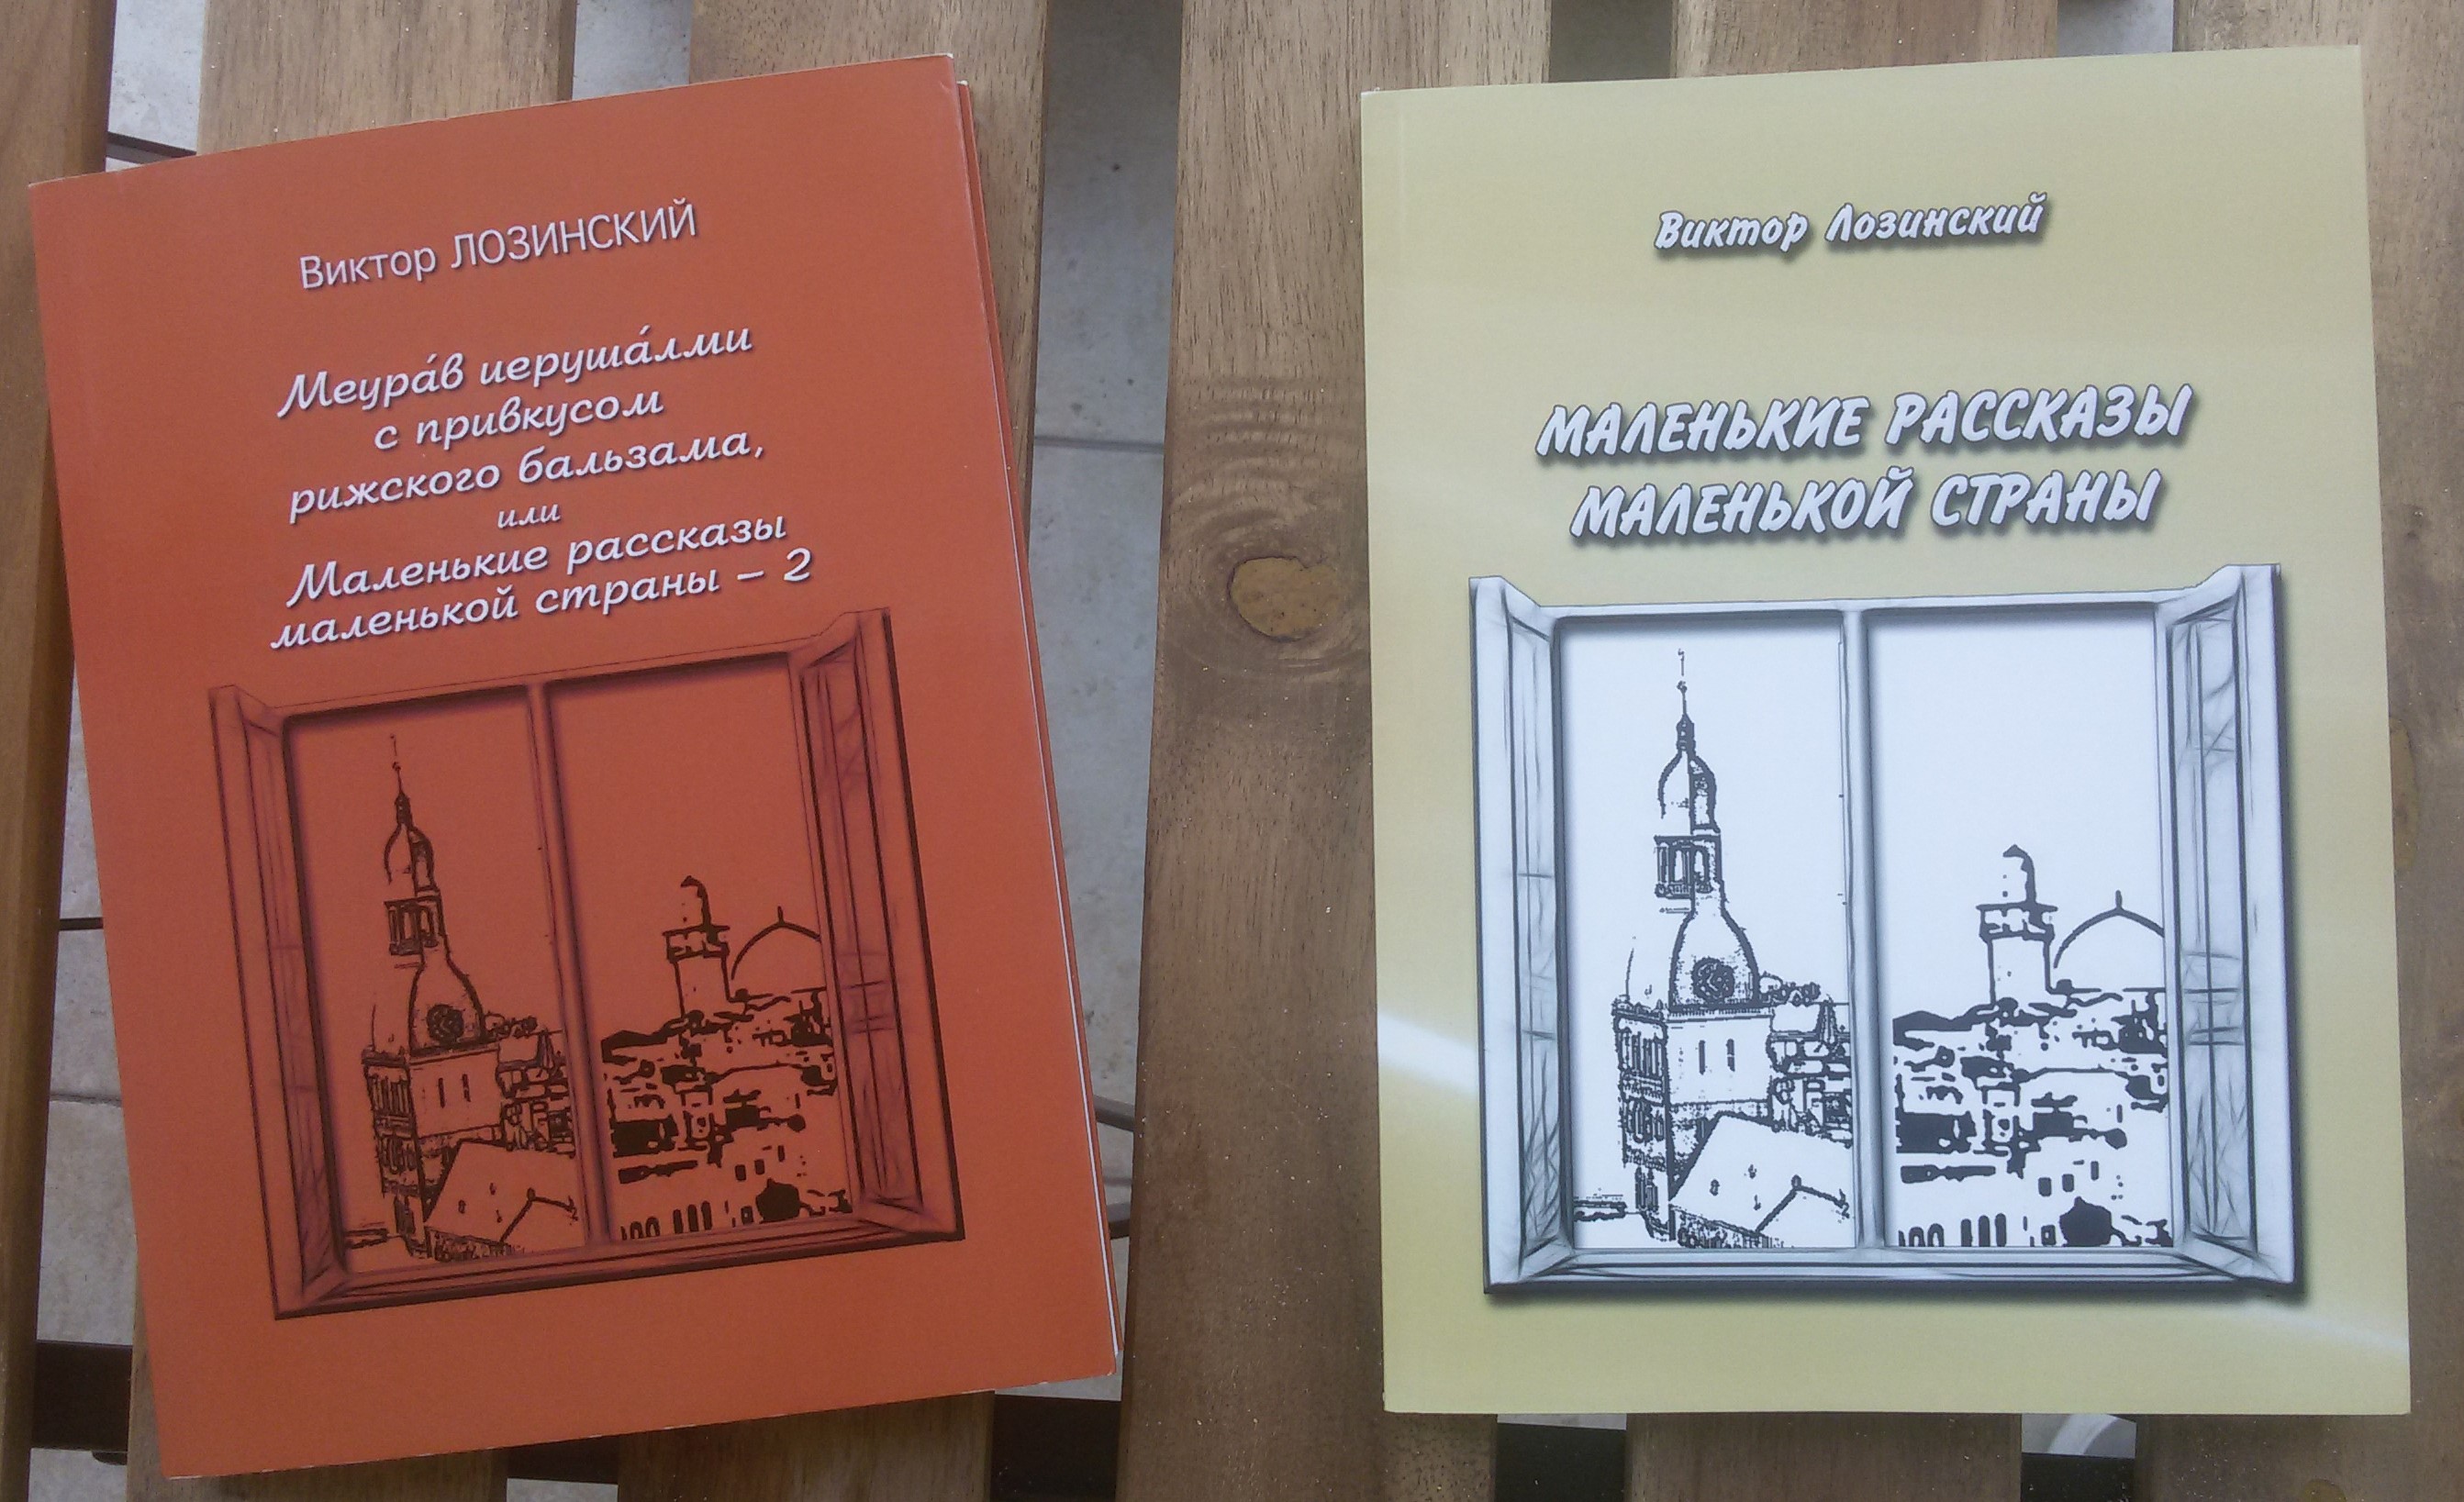 Виктор ЛОЗИНСКИЙ
Меура́в иеруша́лми
с привкусом
рижского бальзама,
или
Маленькие рассказы
маленькой страны – 2
Виктор Лозинский
МАЛЕНЬКИЕ РАССКАЗЫ
МАЛЕНЬКОЙ СТРАНЫ